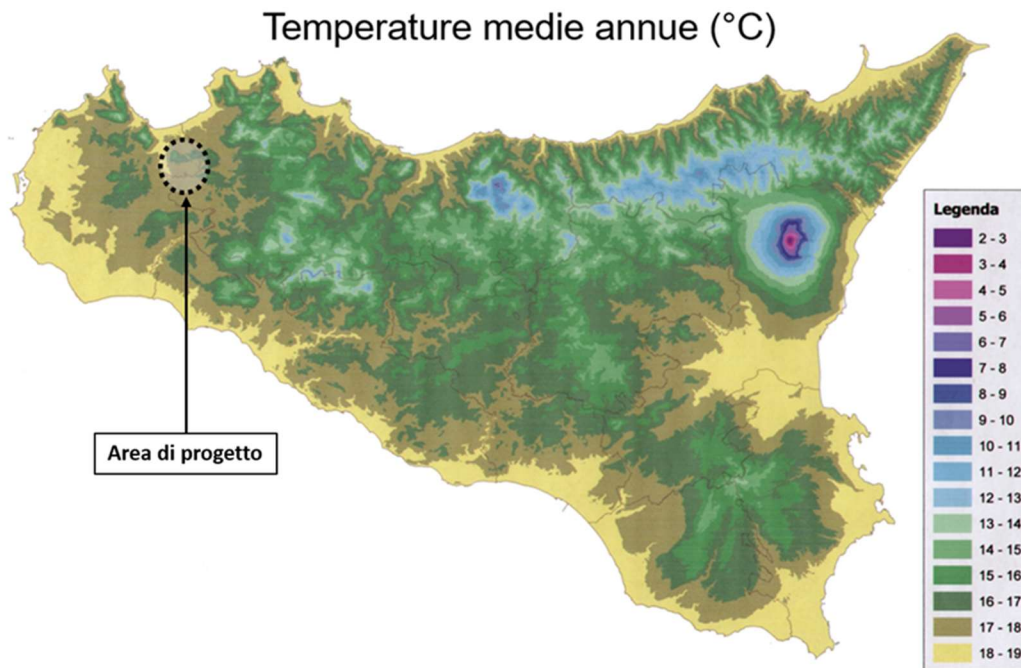 Temperature medie annue (°C)
Area di progetto
Legenda
2 - 3
3 - 4
4 - 5
5 - 6
6 - 7
7 - 8
8 - 9
9 - 10
10 - 11
11 - 12
12 - 13
13 - 14
14 - 15
15 - 16
16 - 17
17 - 18
18 - 19